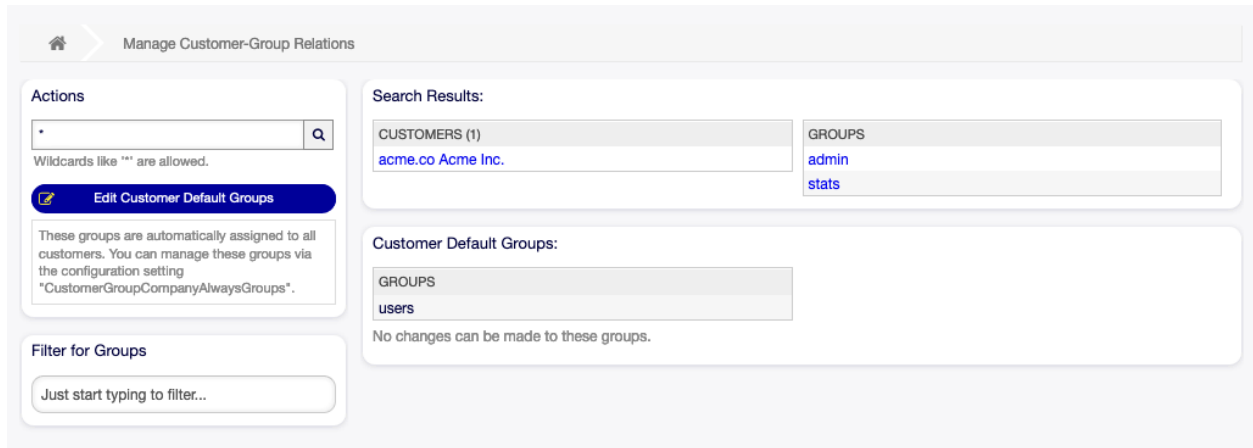 Manage Customer-Group Relations
Actions
*
Wildcards like '*' are allowed.
Edit Customer Default Groups
These groups are automatically assigned to all
customers. You can manage these groups via
the configuration setting
"CustomerGroupCompanyAlwaysGroups".
Filter for Groups
Just start typing to filter...
Search Results:
CUSTOMERS (1)
acme.co Acme Inc.
GROUPS
admin
stats
Customer Default Groups:
GROUPS
users
No changes can be made to these groups.